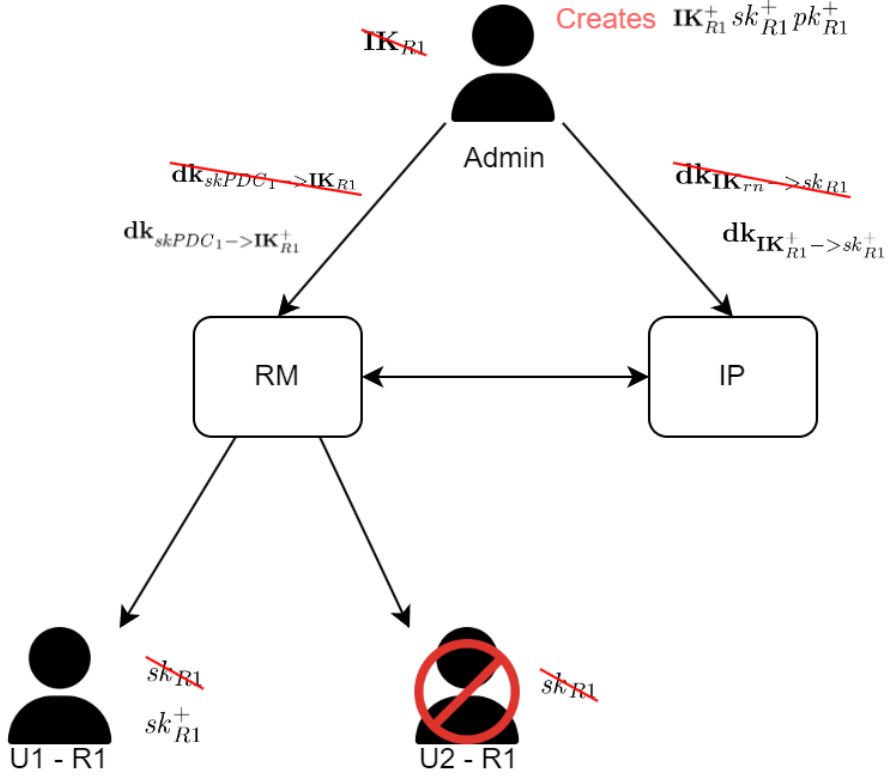 Creates IK⁺_{R1} sk⁺_{R1} pk⁺_{R1}
IK_{R1}
Admin
dk_{skPDC_1->IK_{R1}}
dk_{IK_{rn}->sk_{R1}}
dk_{skPDC_1->IK⁺_{R1}}
dk_{IK⁺_{R1}->sk⁺_{R1}}
RM
IP
sk_{R1}
sk⁺_{R1}
U1 - R1
sk_{R1}
U2 - R1